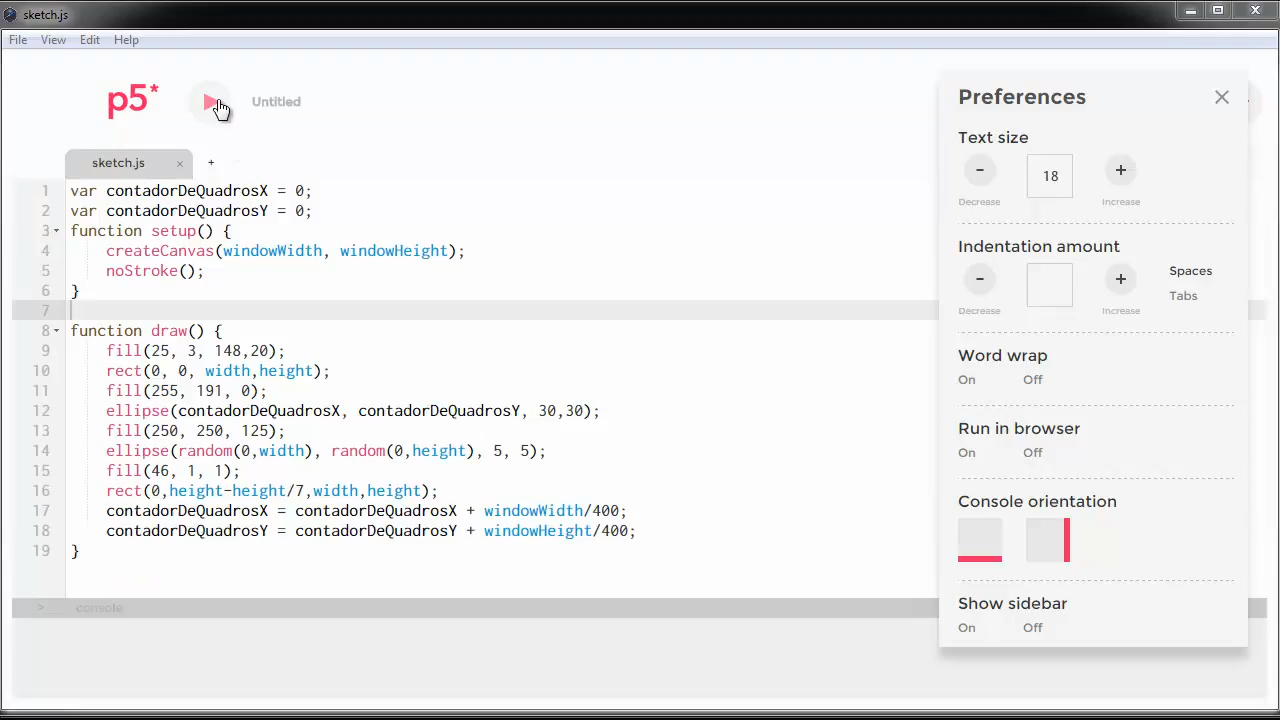 sketch.js
File View Edit Help
p5*
Untitled
sketch.js × +
1 var contadorDeQuadrosX = 0;
2 var contadorDeQuadrosY = 0;
3 function setup() {
4 createCanvas(windowWidth, windowHeight);
5 noStroke();
6 }
7
8 function draw() {
9 fill(25, 3, 148,20);
10 rect(0, 0, width,height);
11 fill(255, 191, 0);
12 ellipse(contadorDeQuadrosX, contadorDeQuadrosY, 30,30);
13 fill(250, 250, 125);
14 ellipse(random(0,width), random(0,height), 5, 5);
15 fill(46, 1, 1);
16 rect(0,height-height/7,width,height);
17 contadorDeQuadrosX = contadorDeQuadrosX + windowWidth/400;
18 contadorDeQuadrosY = contadorDeQuadrosY + windowHeight/400;
19 }
> console
Preferences
Text size
- 18 +
Decrease Increase
Indentation amount
- + Spaces
Tabs
Decrease Increase
Word wrap
On Off
Run in browser
On Off
Console orientation
Show sidebar
On Off